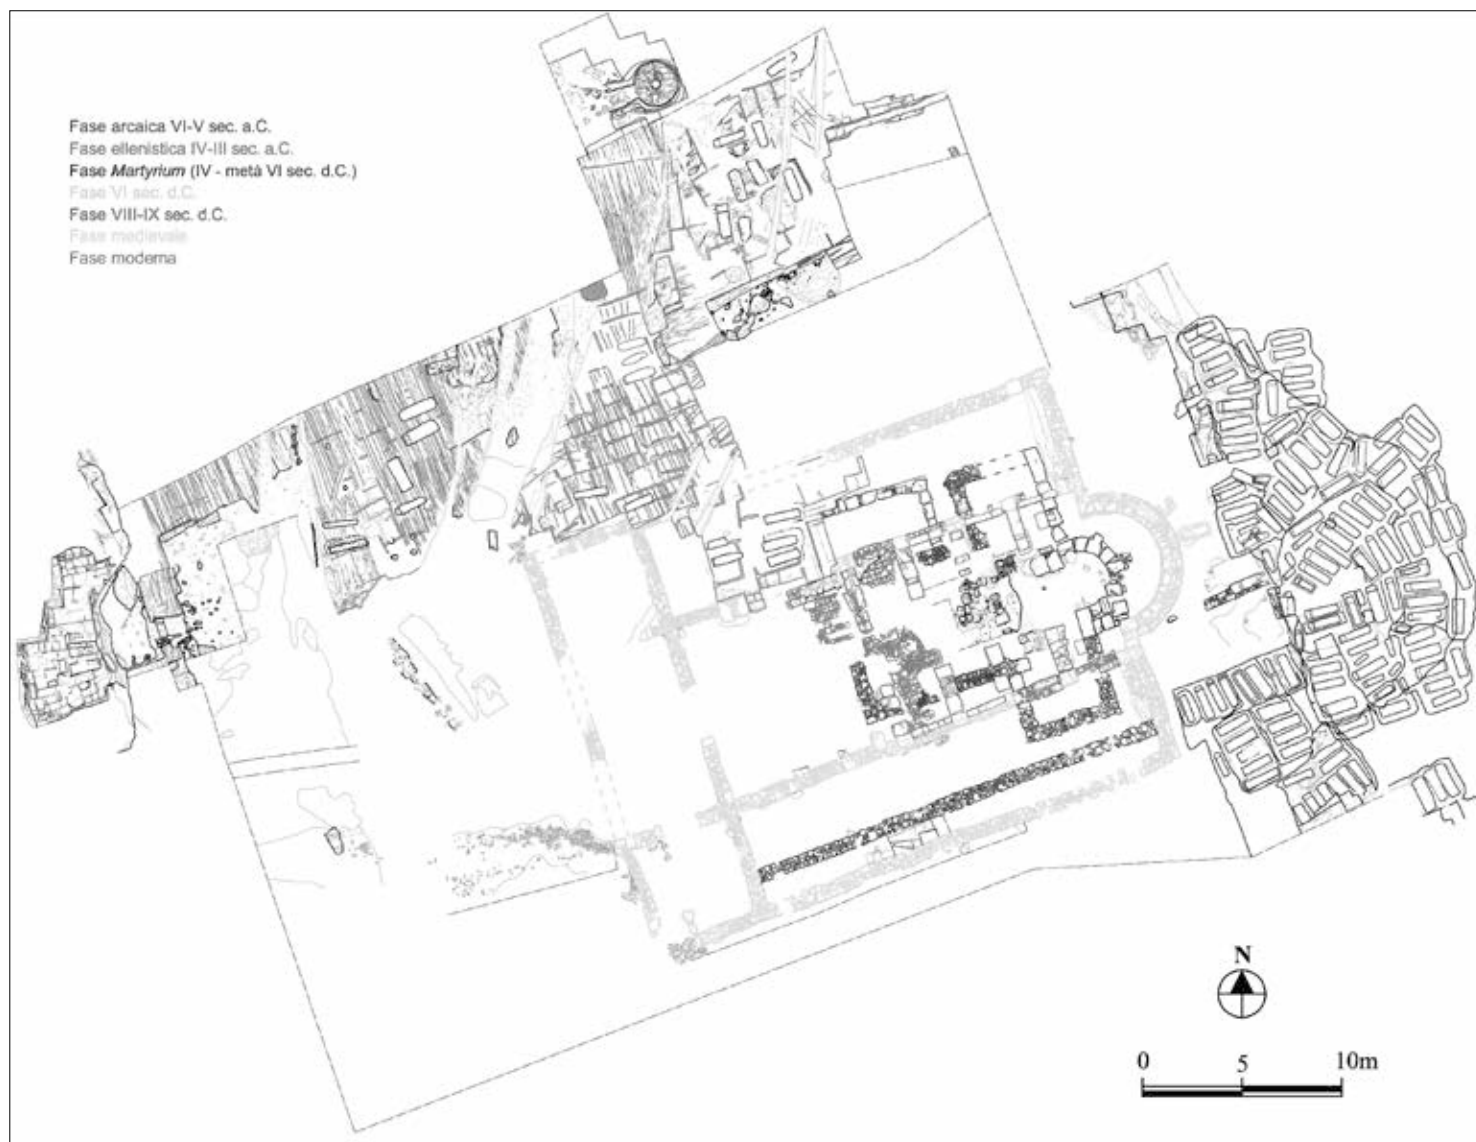 Fase arcaica VI-V sec. a.C.
Fase ellenistica IV-III sec. a.C.
Fase Martyrium (IV - metà VI sec. d.C.)
Fase VI sec. d.C.
Fase VIII-IX sec. d.C.
Fase medievale
Fase moderna
N
0 5 10m